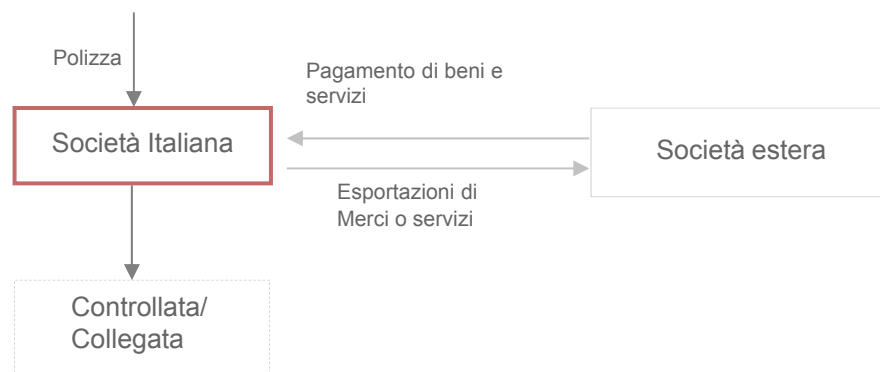 Polizza
Pagamento di beni e
servizi
Società Italiana
Società estera
Esportazioni di
Merci o servizi
Controllata/
Collegata